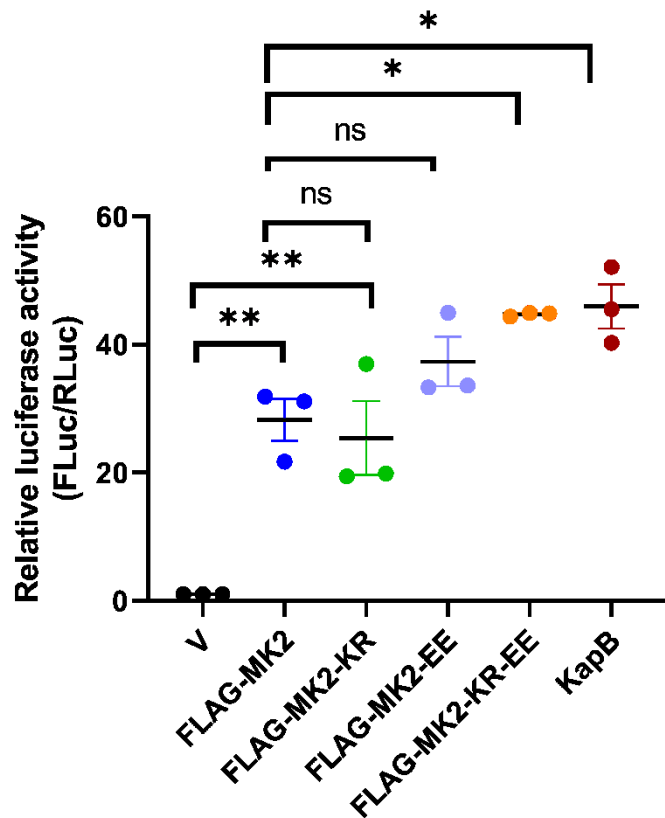 *
*
ns
ns
**
**
60
40
20
0
Relative luciferase activity
(FLuc/RLuc)
V
FLAG-MK2
FLAG-MK2-KR
FLAG-MK2-EE
FLAG-MK2-KR-EE
KapB